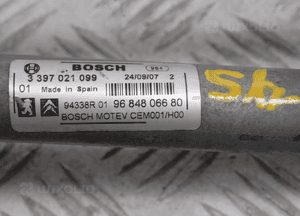 BOSCH 96+
3 397 021 099 24/09/07 2
01 Made in Spain
94338R 01 96 848 066 80
BOSCH MOTEV CEM001/H00